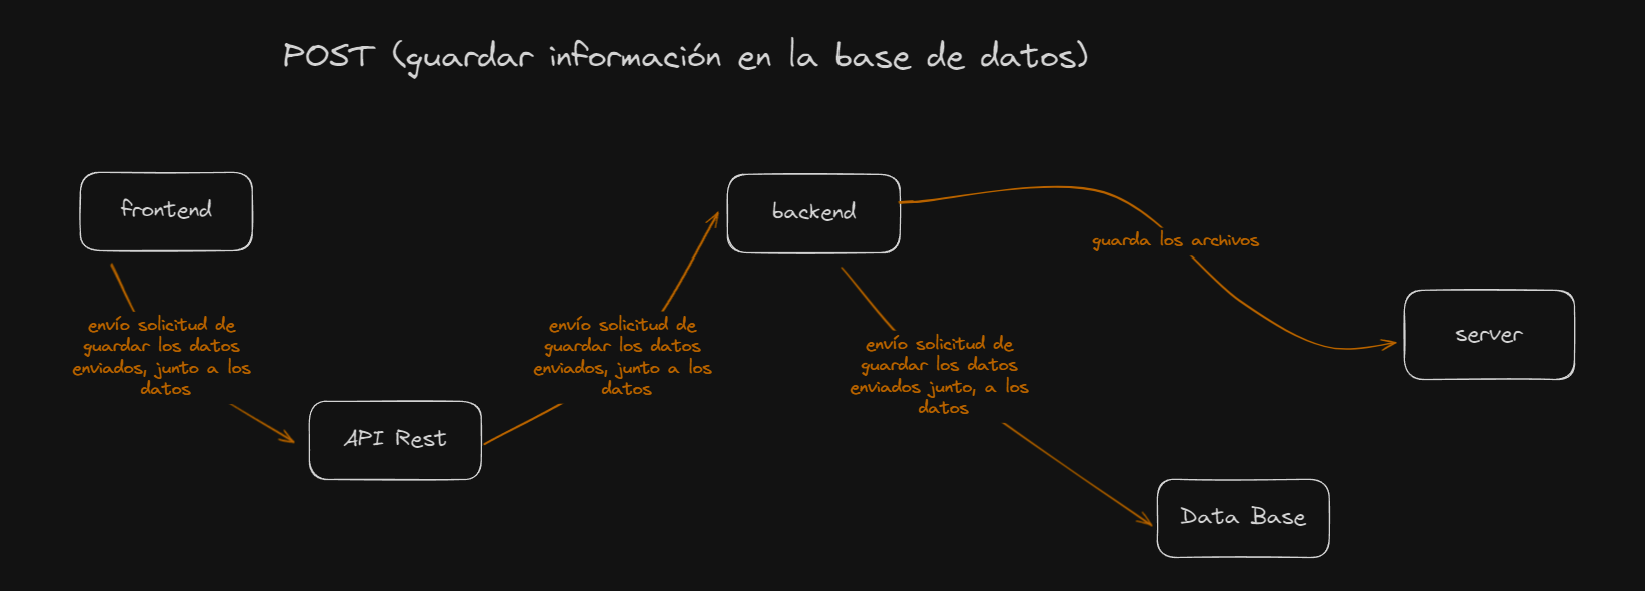 POST (guardar información en la base de datos)
frontend
envío solicitud de
guardar los datos
enviados, junto a los
datos
API Rest
envío solicitud de
guardar los datos
enviados, junto a los
datos
backend
envío solicitud de
guardar los datos
enviados junto, a los
datos
guarda los archivos
server
Data Base